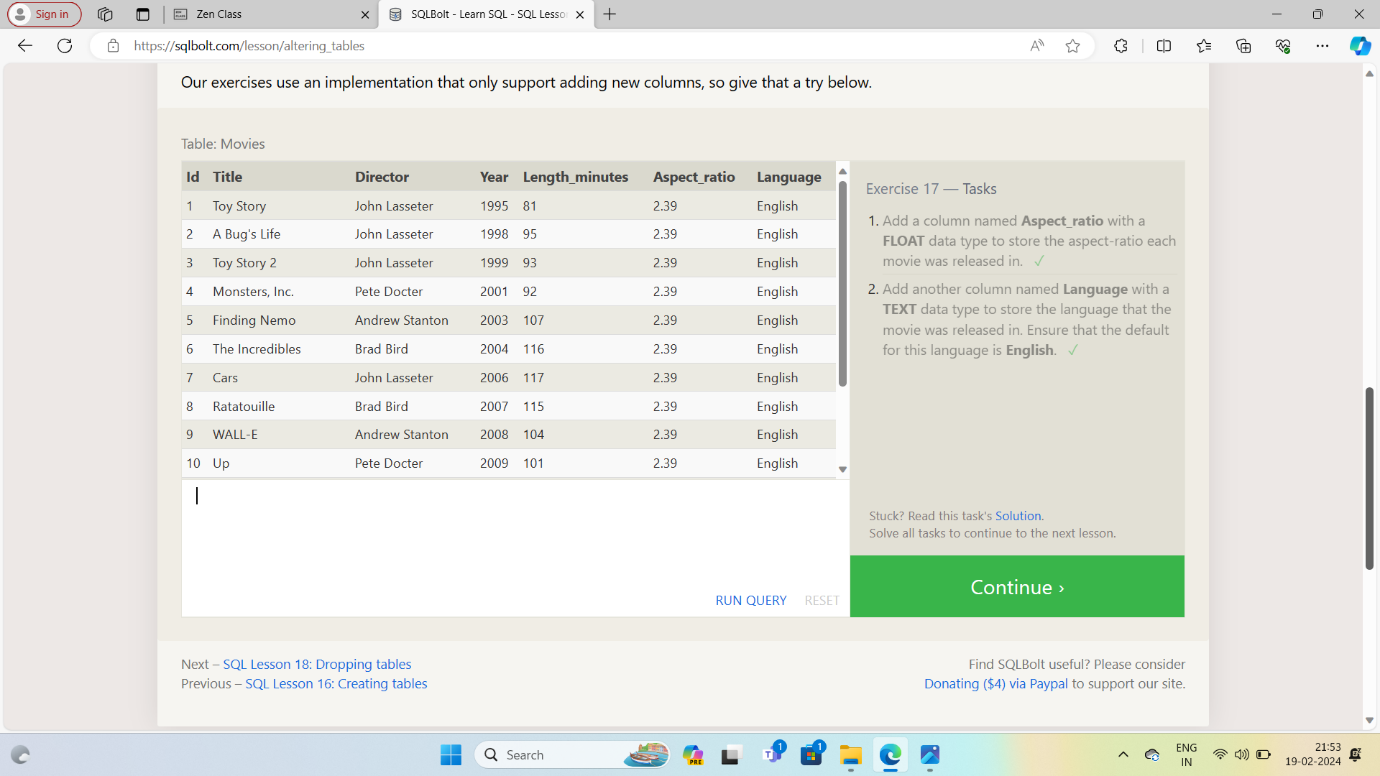 Sign in
Zen Class
SQLBolt - Learn SQL - SQL Lesso
https://sqlbolt.com/lesson/altering_tables
Our exercises use an implementation that only support adding new columns, so give that a try below.
Table: Movies
Id Title Director Year Length_minutes Aspect_ratio Language
1 Toy Story John Lasseter 1995 81 2.39 English
2 A Bug's Life John Lasseter 1998 95 2.39 English
3 Toy Story 2 John Lasseter 1999 93 2.39 English
4 Monsters, Inc. Pete Docter 2001 92 2.39 English
5 Finding Nemo Andrew Stanton 2003 107 2.39 English
6 The Incredibles Brad Bird 2004 116 2.39 English
7 Cars John Lasseter 2006 117 2.39 English
8 Ratatouille Brad Bird 2007 115 2.39 English
9 WALL-E Andrew Stanton 2008 104 2.39 English
10 Up Pete Docter 2009 101 2.39 English
RUN QUERY RESET
Exercise 17 — Tasks
1. Add a column named Aspect_ratio with a
FLOAT data type to store the aspect-ratio each
movie was released in. ✓
2. Add another column named Language with a
TEXT data type to store the language that the
movie was released in. Ensure that the default
for this language is English. ✓
Stuck? Read this task's Solution.
Solve all tasks to continue to the next lesson.
Continue ›
Next – SQL Lesson 18: Dropping tables
Previous – SQL Lesson 16: Creating tables
Find SQLBolt useful? Please consider
Donating ($4) via Paypal to support our site.
Search
PRE
1
1
ENG
IN
21:53
19-02-2024